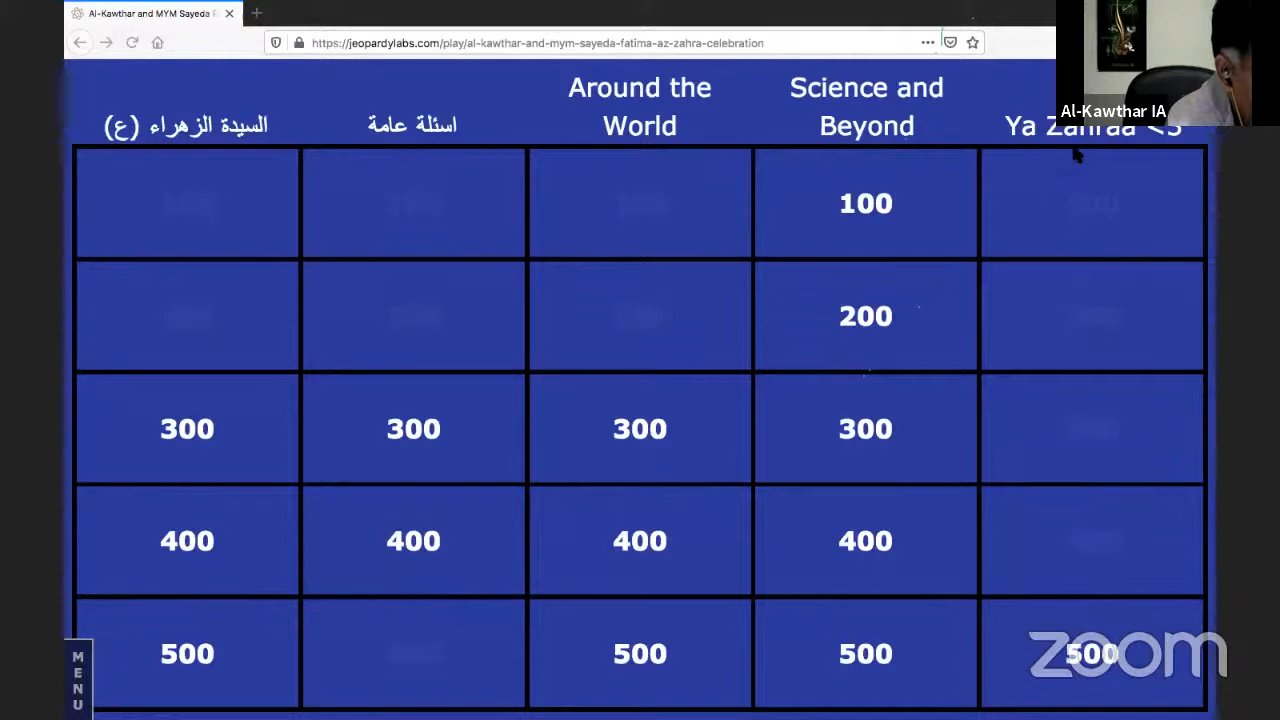 Al-Kawthar and MYM Sayeda
https://jeopardylabs.com/play/al-kawthar-and-mym-sayeda-fatima-az-zahra-celebration
Al-Kawthar IA
السيدة الزهراء (ع)
اسئلة عامة
Around the
World
Science and
Beyond
Ya Zahraa <3
100
200
300 300 300 300
400 400 400 400
500 500 500 500
MENU
zoom